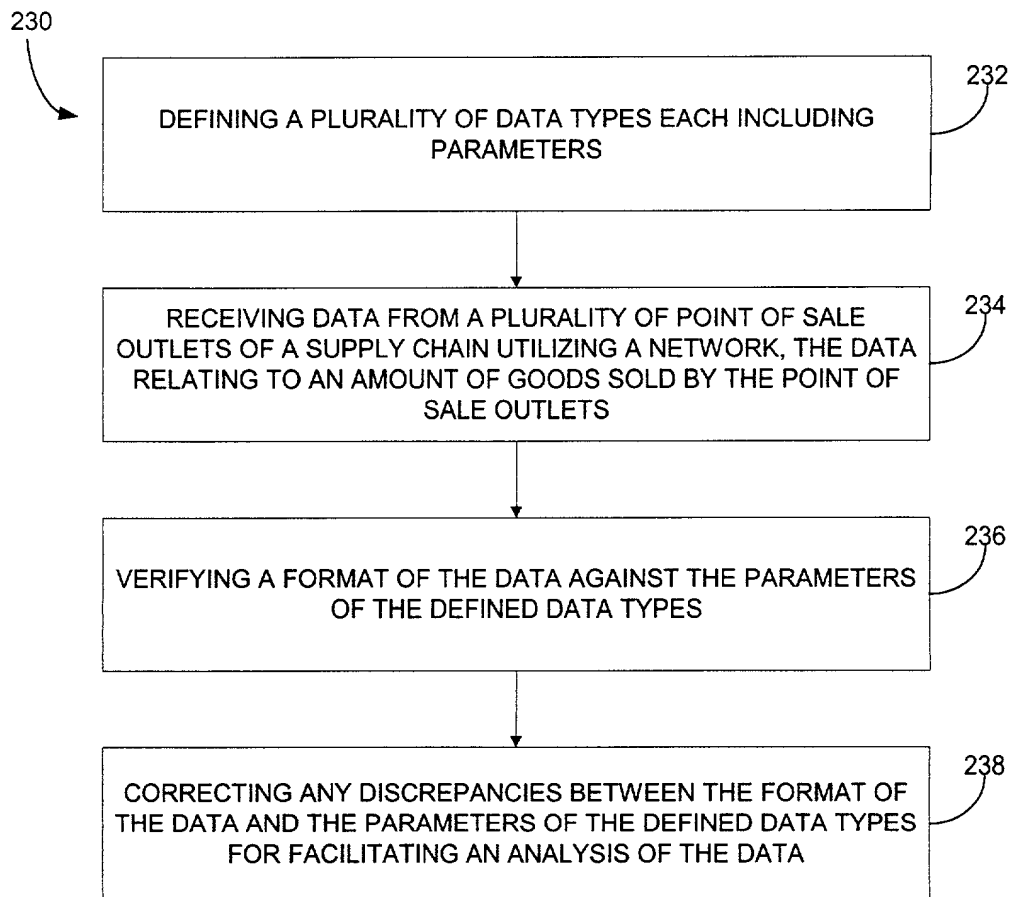 230
232
DEFINING A PLURALITY OF DATA TYPES EACH INCLUDING
PARAMETERS
234
RECEIVING DATA FROM A PLURALITY OF POINT OF SALE
OUTLETS OF A SUPPLY CHAIN UTILIZING A NETWORK, THE DATA
RELATING TO AN AMOUNT OF GOODS SOLD BY THE POINT OF
SALE OUTLETS
236
VERIFYING A FORMAT OF THE DATA AGAINST THE PARAMETERS
OF THE DEFINED DATA TYPES
238
CORRECTING ANY DISCREPANCIES BETWEEN THE FORMAT OF
THE DATA AND THE PARAMETERS OF THE DEFINED DATA TYPES
FOR FACILITATING AN ANALYSIS OF THE DATA